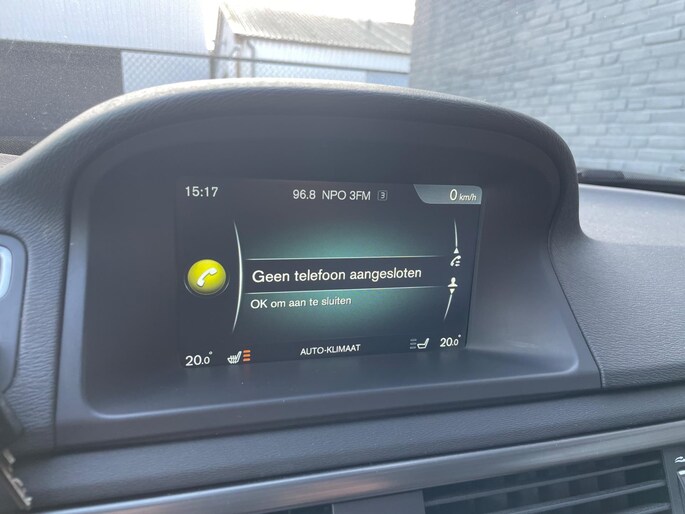 15:17 96.8 NPO 3FM 3 0 km/h
Geen telefoon aangesloten
OK om aan te sluiten
20.0° AUTO-KLIMAAT 20.0°